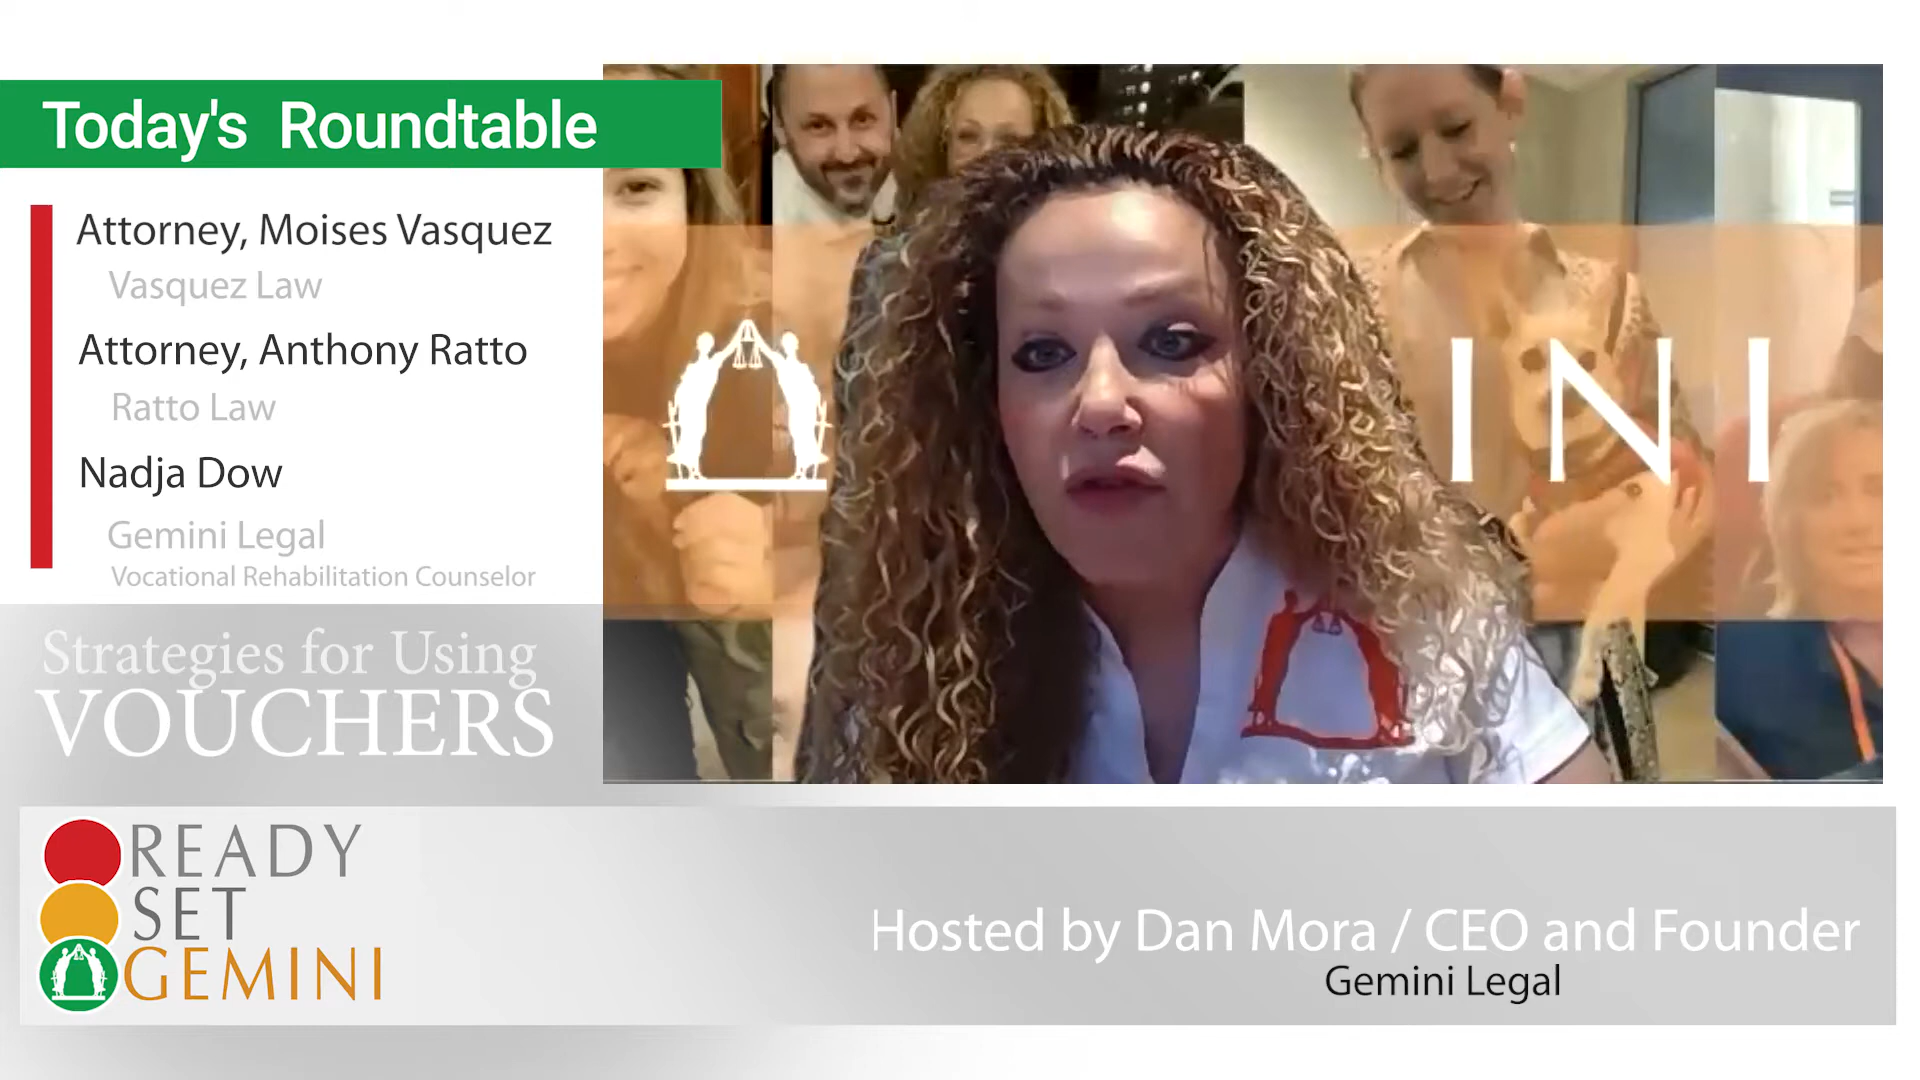 Today's Roundtable
Attorney, Moises Vasquez
Vasquez Law
Attorney, Anthony Ratto
Ratto Law
Nadja Dow
Gemini Legal
Vocational Rehabilitation Counselor
Strategies for Using
VOUCHERS
INI
READY
SET
GEMINI
Hosted by Dan Mora / CEO and Founder
Gemini Legal